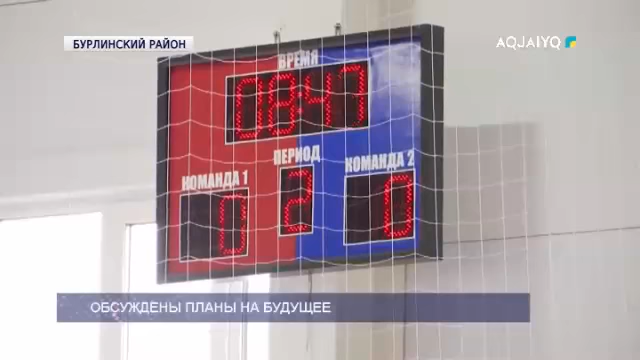 БУРЛИНСКИЙ РАЙОН
AQJAIYQ
ВРЕМЯ
08:47
ПЕРИОД
КОМАНДА 1
КОМАНДА 2
0
2
0
ОБСУЖДЕНЫ ПЛАНЫ НА БУДУЩЕЕ